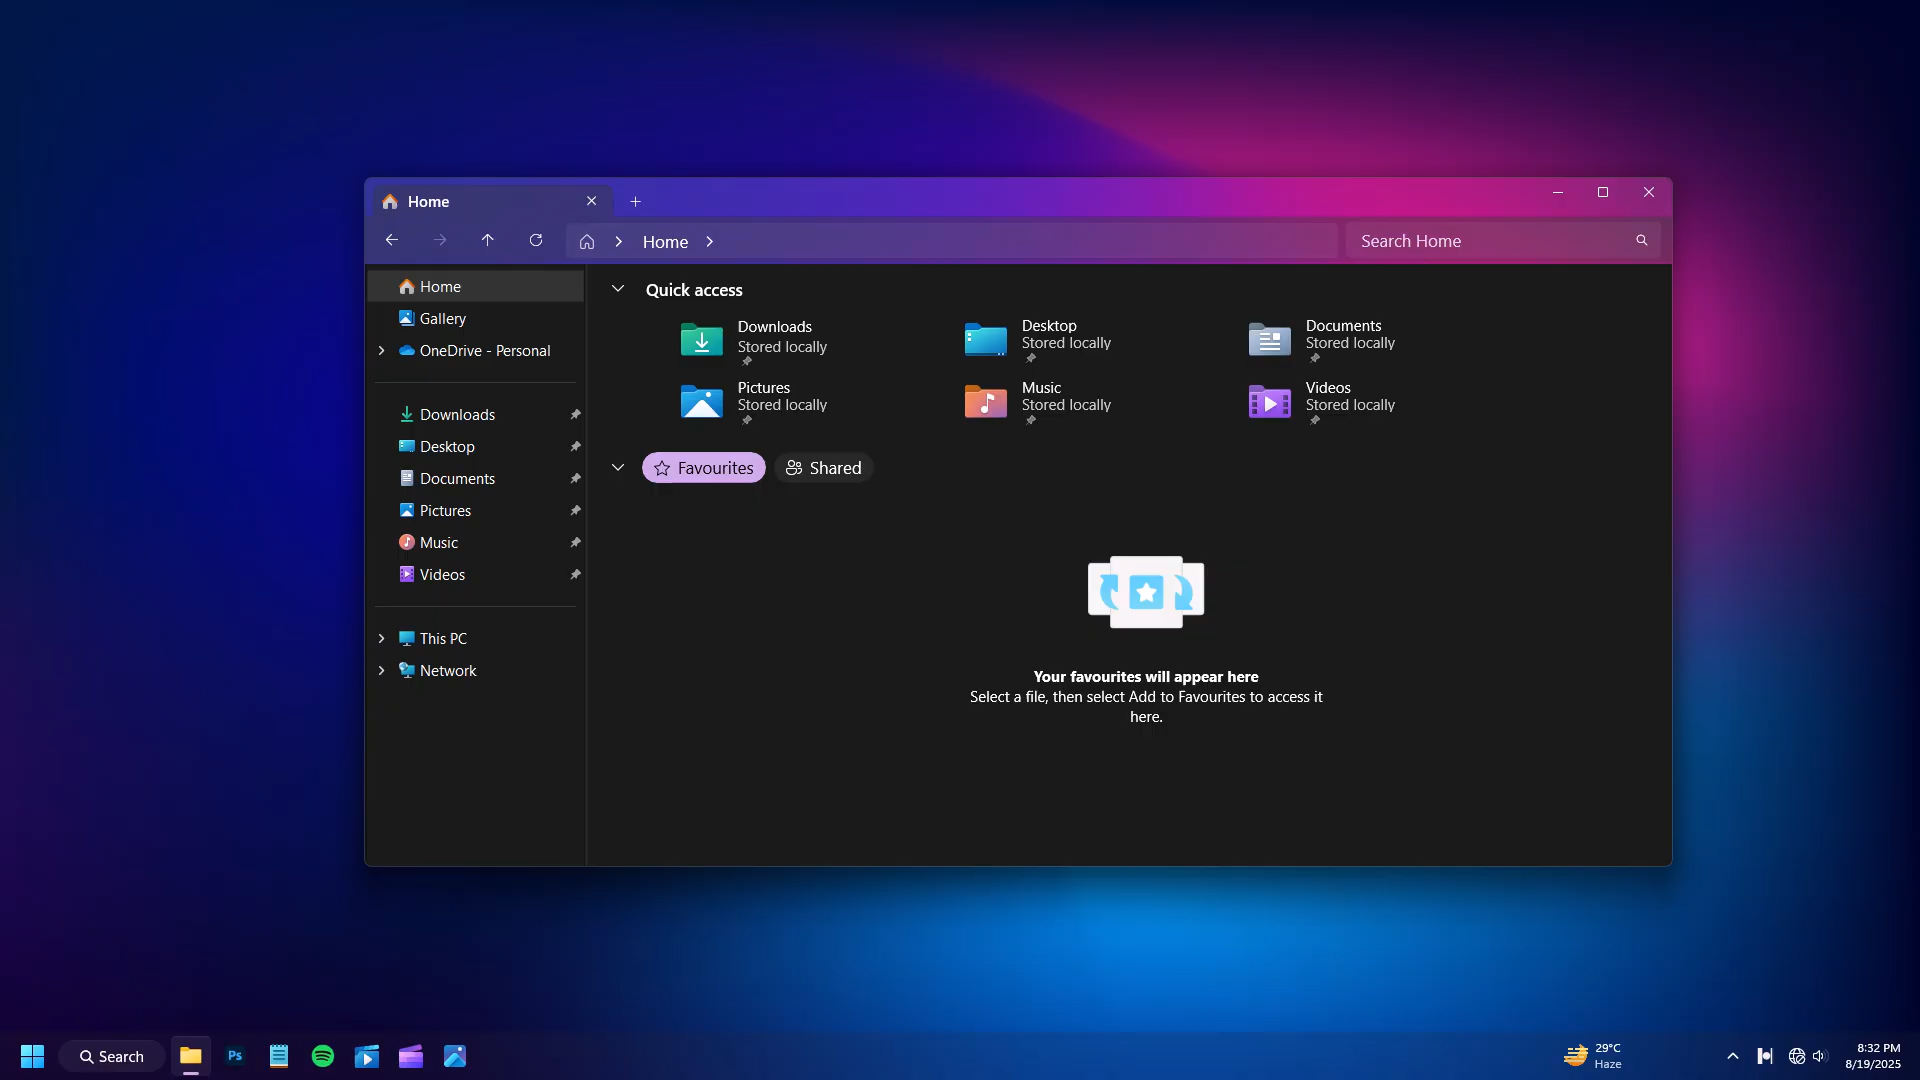 Home
Home
Search Home
Home
Gallery
OneDrive - Personal
Downloads
Desktop
Documents
Pictures
Music
Videos
This PC
Network
Quick access
Downloads
Stored locally
Desktop
Stored locally
Documents
Stored locally
Pictures
Stored locally
Music
Stored locally
Videos
Stored locally
Favourites
Shared
Your favourites will appear here
Select a file, then select Add to Favourites to access it
here.
Search
Ps
29°C
Haze
8:32 PM
8/19/2025